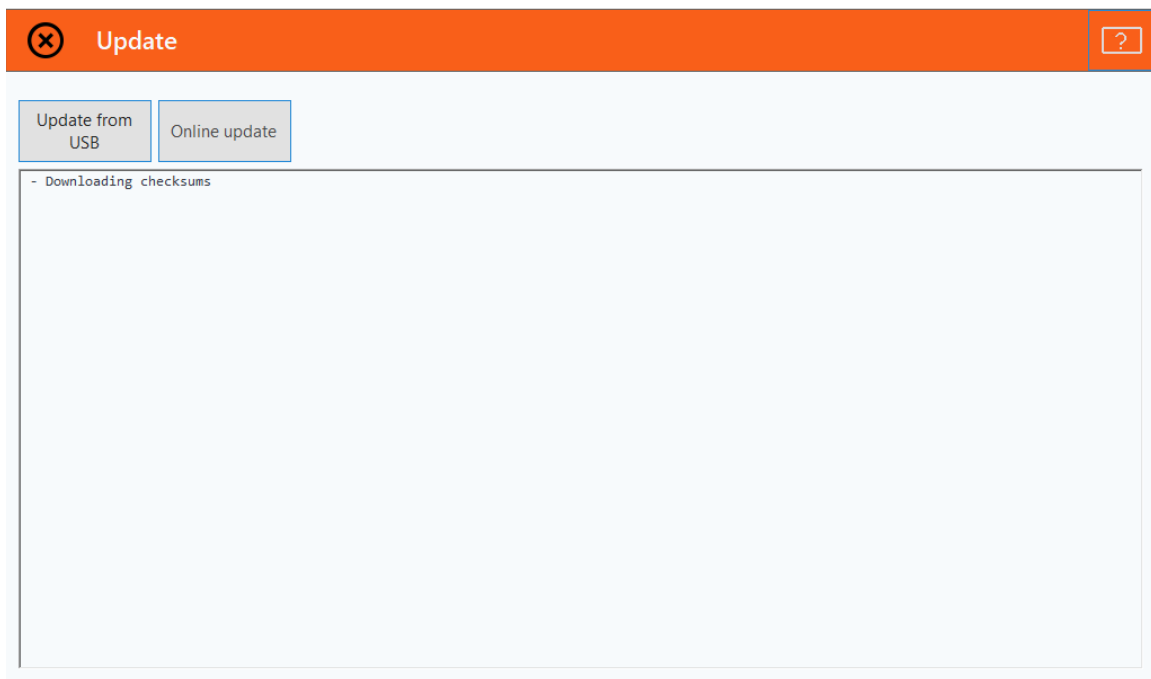 Update
?
Update from
USB
Online update
- Downloading checksums